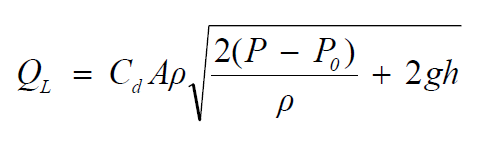 Q_L = C_d Aρ √(2(P − P_0)/ρ + 2gh)